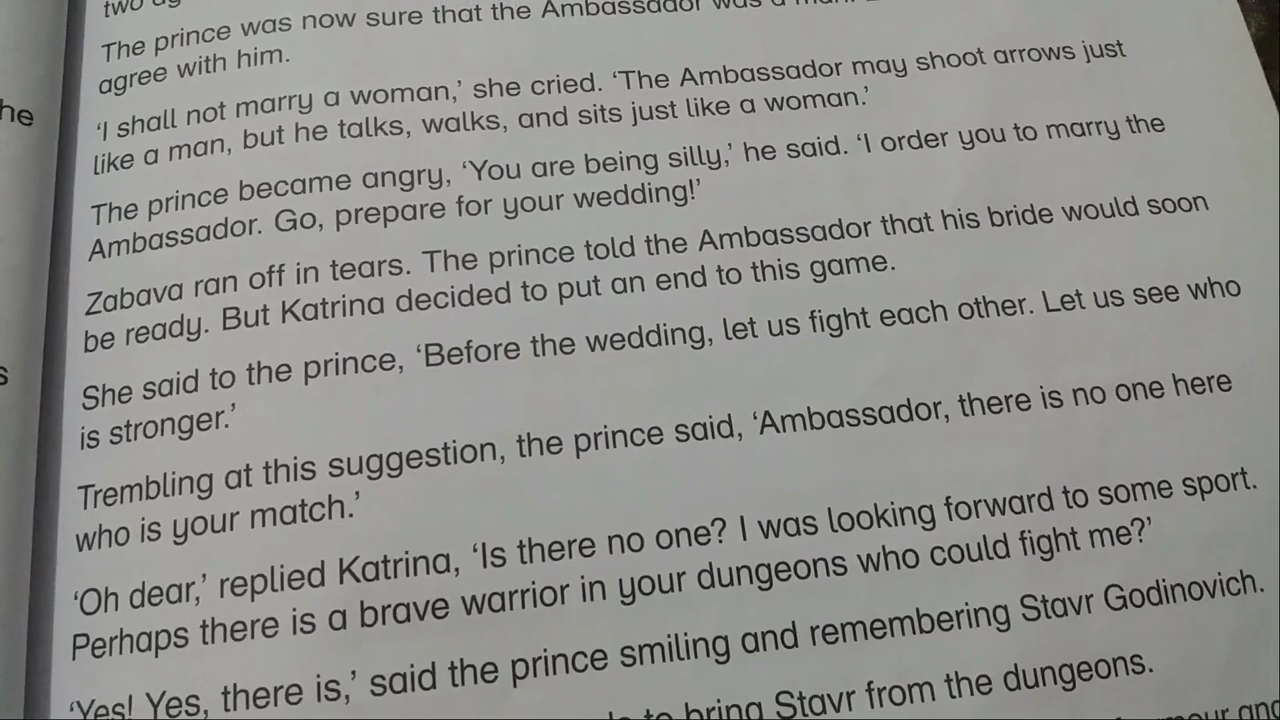 two
The prince was now sure that the Ambassador was a
agree with him.
‘I shall not marry a woman,’ she cried. ‘The Ambassador may shoot arrows just
like a man, but he talks, walks, and sits just like a woman.’
The prince became angry, ‘You are being silly,’ he said. ‘I order you to marry the
Ambassador. Go, prepare for your wedding!’
Zabava ran off in tears. The prince told the Ambassador that his bride would soon
be ready. But Katrina decided to put an end to this game.
She said to the prince, ‘Before the wedding, let us fight each other. Let us see who
is stronger.’
Trembling at this suggestion, the prince said, ‘Ambassador, there is no one here
who is your match.’
‘Oh dear,’ replied Katrina, ‘Is there no one? I was looking forward to some sport.
Perhaps there is a brave warrior in your dungeons who could fight me?’
‘Yes! Yes, there is,’ said the prince smiling and remembering Stavr Godinovich.
to bring Stavr from the dungeons.